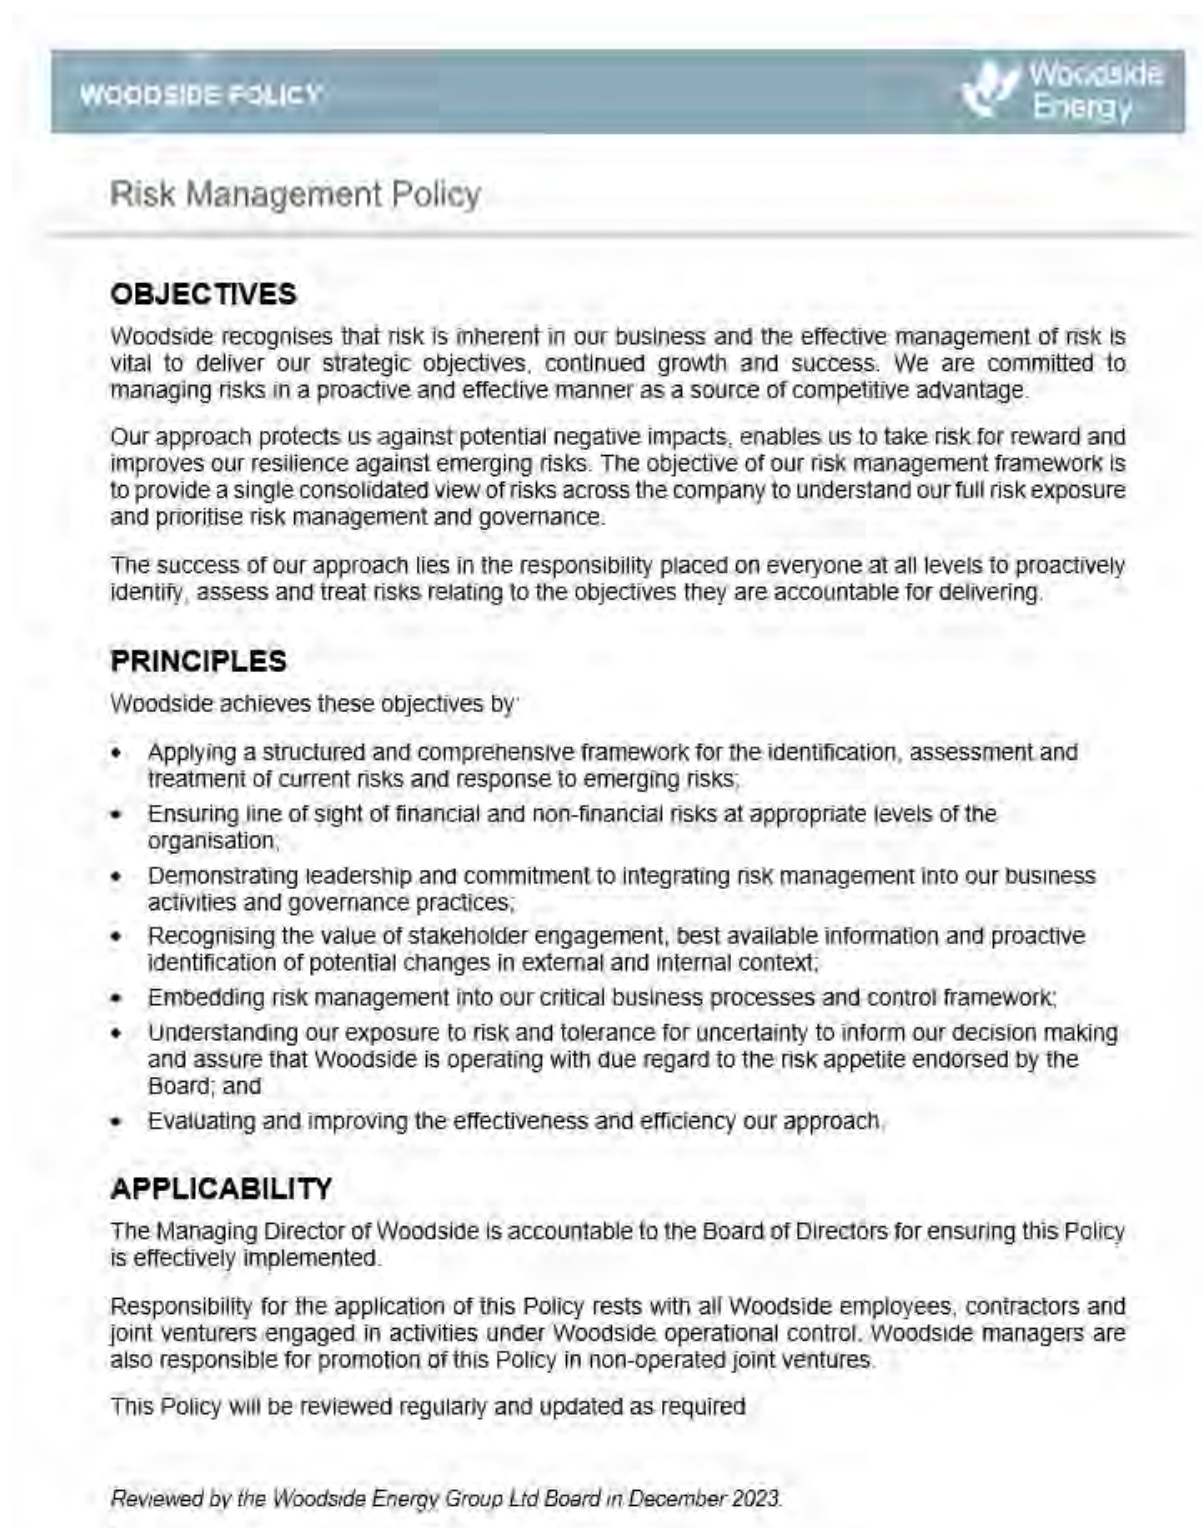 WOODSIDE POLICY
Woodside
Energy
Risk Management Policy
OBJECTIVES
Woodside recognises that risk is inherent in our business and the effective management of risk is
vital to deliver our strategic objectives, continued growth and success. We are committed to
managing risks in a proactive and effective manner as a source of competitive advantage.
Our approach protects us against potential negative impacts, enables us to take risk for reward and
improves our resilience against emerging risks. The objective of our risk management framework is
to provide a single consolidated view of risks across the company to understand our full risk exposure
and prioritise risk management and governance.
The success of our approach lies in the responsibility placed on everyone at all levels to proactively
identify, assess and treat risks relating to the objectives they are accountable for delivering.
PRINCIPLES
Woodside achieves these objectives by:
• Applying a structured and comprehensive framework for the identification, assessment and
treatment of current risks and response to emerging risks;
• Ensuring line of sight of financial and non-financial risks at appropriate levels of the
organisation;
• Demonstrating leadership and commitment to integrating risk management into our business
activities and governance practices;
• Recognising the value of stakeholder engagement, best available information and proactive
identification of potential changes in external and internal context;
• Embedding risk management into our critical business processes and control framework;
• Understanding our exposure to risk and tolerance for uncertainty to inform our decision making
and assure that Woodside is operating with due regard to the risk appetite endorsed by the
Board; and
• Evaluating and improving the effectiveness and efficiency our approach.
APPLICABILITY
The Managing Director of Woodside is accountable to the Board of Directors for ensuring this Policy
is effectively implemented.
Responsibility for the application of this Policy rests with all Woodside employees, contractors and
joint venturers engaged in activities under Woodside operational control. Woodside managers are
also responsible for promotion of this Policy in non-operated joint ventures.
This Policy will be reviewed regularly and updated as required
Reviewed by the Woodside Energy Group Ltd Board in December 2023.